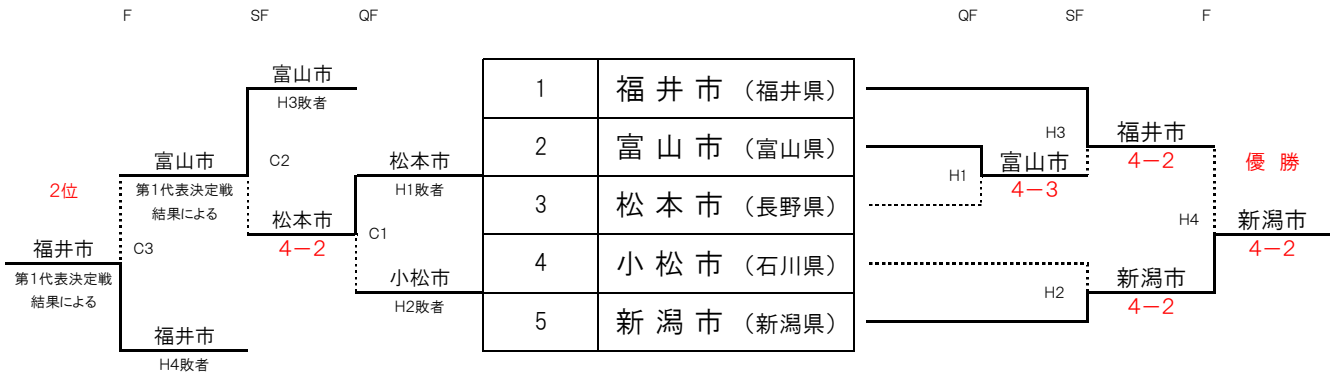 F SF QF QF SF F
富山市
H3敗者
C2
富山市
第1代表決定戦
結果による
松本市
H1敗者
2位
松本市
4－2
C1
C3
福井市
第1代表決定戦
結果による
小松市
H2敗者
福井市
H4敗者
1 福井市 （福井県）
2 富山市 （富山県）
3 松本市 （長野県）
4 小松市 （石川県）
5 新潟市 （新潟県）
H3
福井市
4－2
H1
富山市
4－3
優 勝
H4
新潟市
4－2
H2
新潟市
4－2